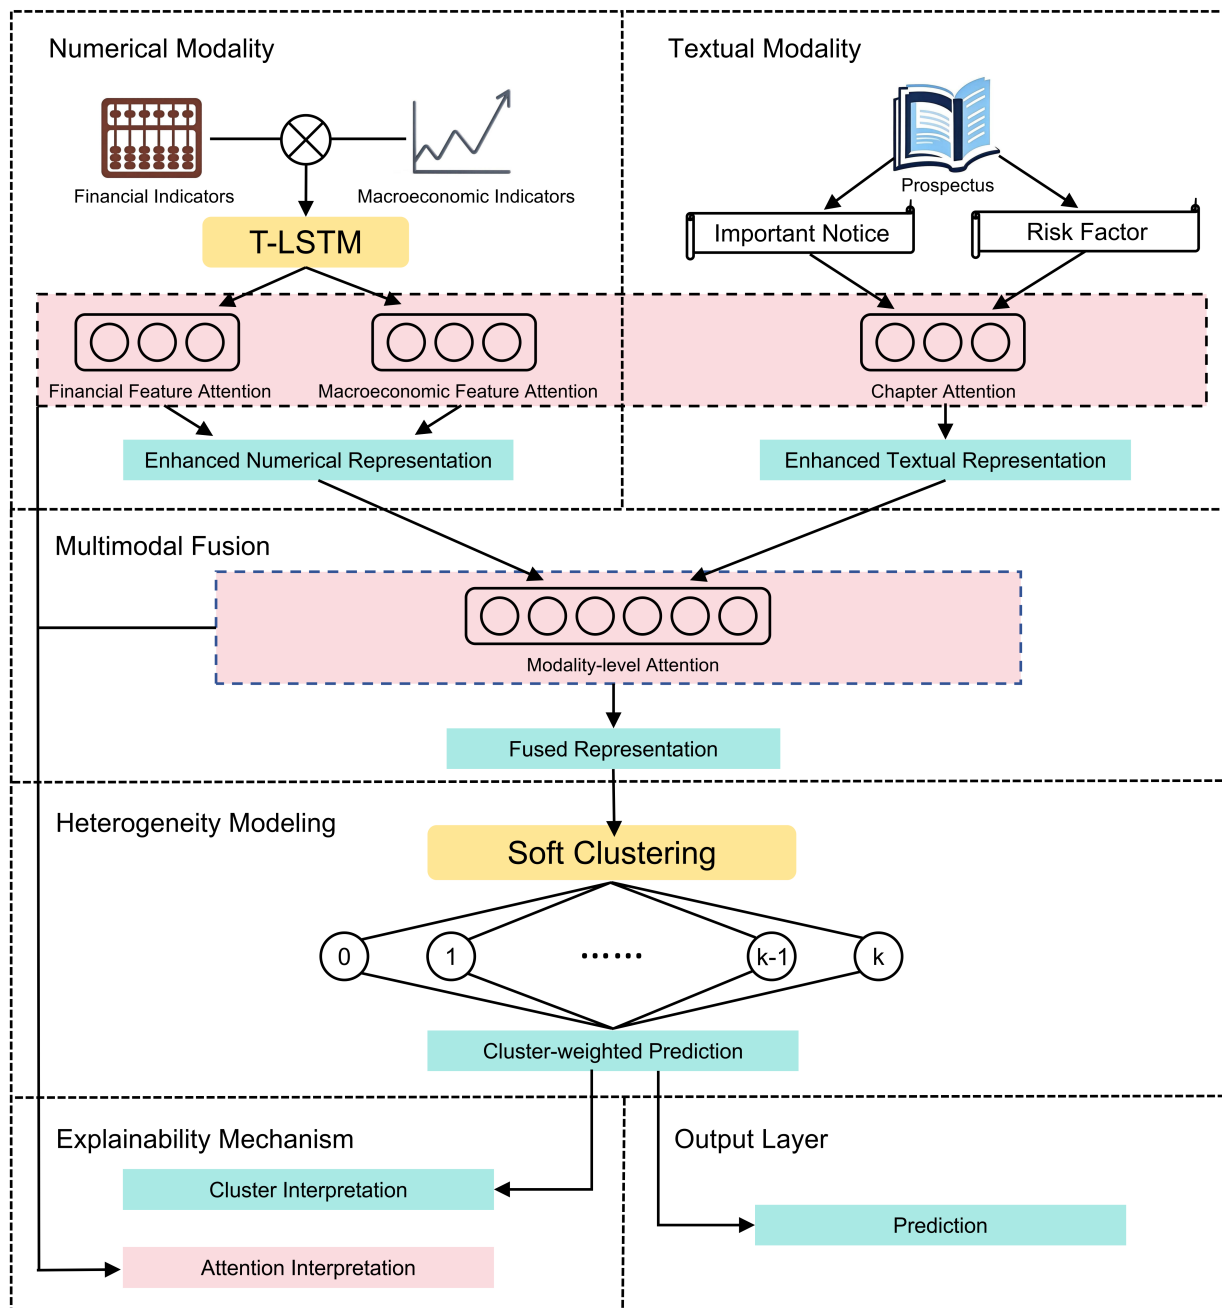 Numerical Modality
Textual Modality
Financial Indicators
Macroeconomic Indicators
Prospectus
T-LSTM
Important Notice
Risk Factor
Financial Feature Attention
Macroeconomic Feature Attention
Chapter Attention
Enhanced Numerical Representation
Enhanced Textual Representation
Multimodal Fusion
Modality-level Attention
Fused Representation
Heterogeneity Modeling
Soft Clustering
0
1
......
k-1
k
Cluster-weighted Prediction
Explainability Mechanism
Output Layer
Cluster Interpretation
Prediction
Attention Interpretation